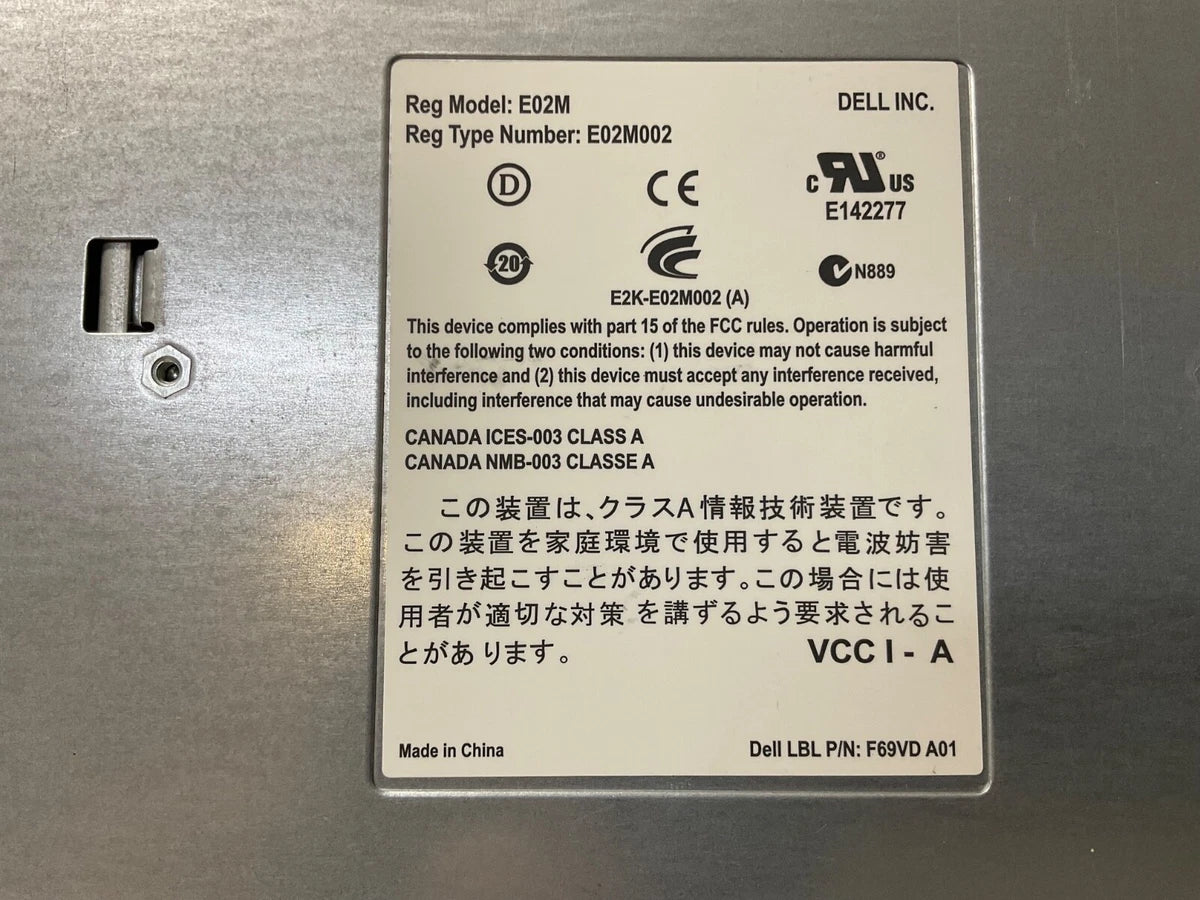 Reg Model: E02M
DELL INC.
Reg Type Number: E02M002
D
CE
c RU ® US
E142277
20
N889
E2K-E02M002 (A)
This device complies with part 15 of the FCC rules. Operation is subject
to the following two conditions: (1) this device may not cause harmful
interference and (2) this device must accept any interference received,
including interference that may cause undesirable operation.
CANADA ICES-003 CLASS A
CANADA NMB-003 CLASSE A
この装置は、クラスA情報技術装置です。
この装置を家庭環境で使用すると電波妨害
を引き起こすことがあります。この場合には使
用者が適切な対策を講ずるよう要求されるこ
とがあります。
VCCI-A
Made in China
Dell LBL P/N: F69VD A01